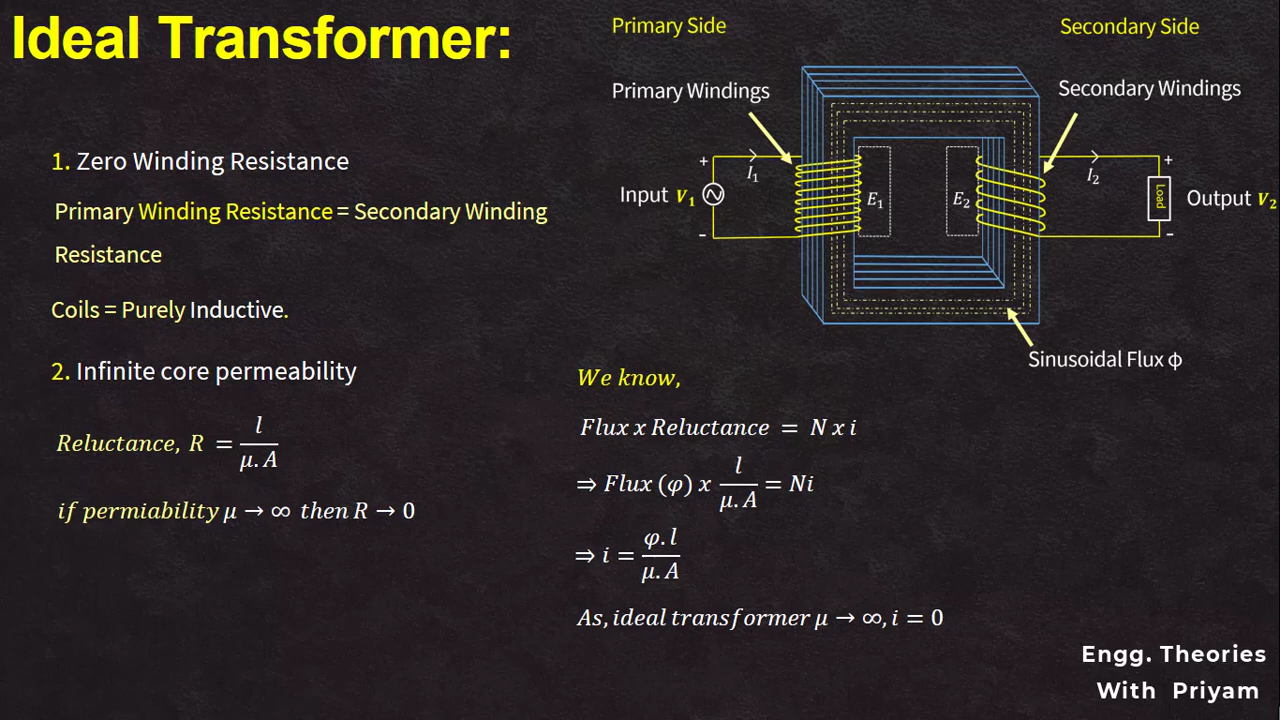 Ideal Transformer:
Primary Side
Secondary Side
Primary Windings
Secondary Windings
1. Zero Winding Resistance
Primary Winding Resistance = Secondary Winding
Resistance
Coils = Purely Inductive.
+
I₁
Input V₁
-
E₁
E₂
I₂
+
Load
Output V₂
-
Sinusoidal Flux ϕ
2. Infinite core permeability
Reluctance, R = l / μ. A
if permiability μ → ∞ then R → 0
We know,
Flux x Reluctance = N x i
⇒ Flux (φ) x l / μ. A = Ni
⇒ i = φ. l / μ. A
As, ideal transformer μ → ∞, i = 0
Engg. Theories
With Priyam